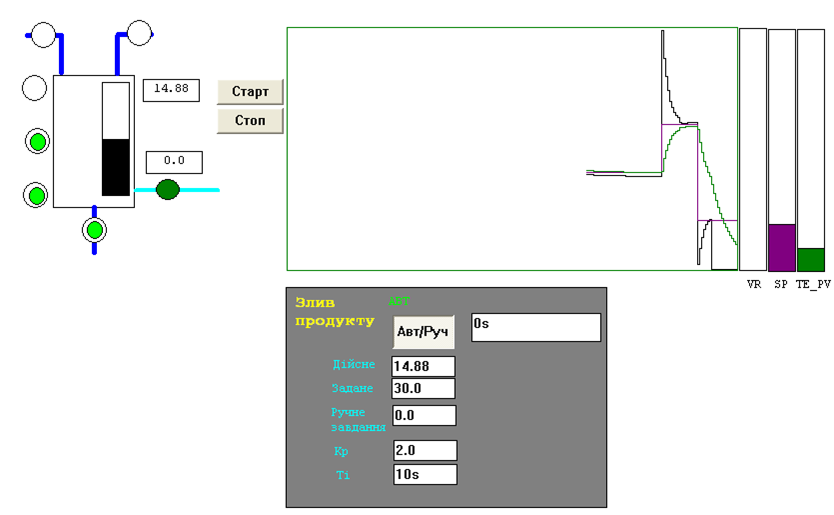 14.88
Старт
Стоп
0.0
VR SP TE_PV
Злив
продукту
АВТ
Авт/Руч
0s
Дійсне
14.88
Задане
30.0
Ручне
завдання
0.0
Kp
2.0
Ti
10s